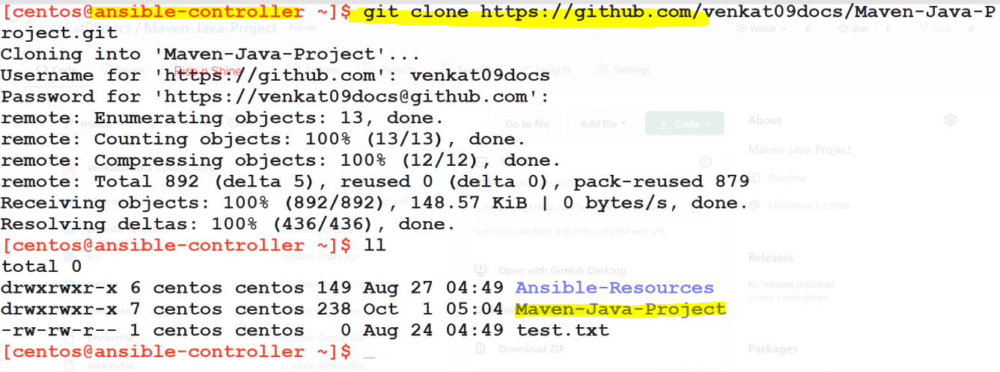 [centos@ansible-controller ~]$ git clone https://github.com/venkat09docs/Maven-Java-P
roject.git
venkat09docs / Maven-Java-Project Private
Watch 0 Star 0 Fork 0
Cloning into 'Maven-Java-Project'...
Code Issues Actions Projects Insights Settings
Rise n Shine
Username for 'https://github.com': venkat09docs
Password for 'https://venkat09docs@github.com':
remote: Enumerating objects: 13, done.
master Go to file Add file Code About
remote: Counting objects: 100% (13/13), done.
Maven-Java-Project
remote: Compressing objects: 100% (12/12), done.
venkat09docs Update hosts
remote: Total 892 (delta 5), reused 0 (delta 0), pack-reused 879
Readme
Receiving objects: 100% (892/892), 148.57 KiB | 0 bytes/s, done.
Unlicense License
Resolving deltas: 100% (436/436), done.
pipeline-scripts Use Git or checkout with SVN using the web URL.
[centos@ansible-controller ~]$ ll
src Update index.jsp Releases
total 0
Open with GitHub Desktop
drwxrwxr-x 6 centos centos 149 Aug 27 04:49 Ansible-Resources
No releases published
Create a new release
drwxrwxr-x 7 centos centos 238 Oct  1 05:04 Maven-Java-Project
-rw-rw-r-- 1 centos centos   0 Aug 24 04:49 test.txt
Dockerfile Update Dockerfile
[centos@ansible-controller ~]$ _
Download ZIP Packages
Jenkinsfile Update Jenkinsfile